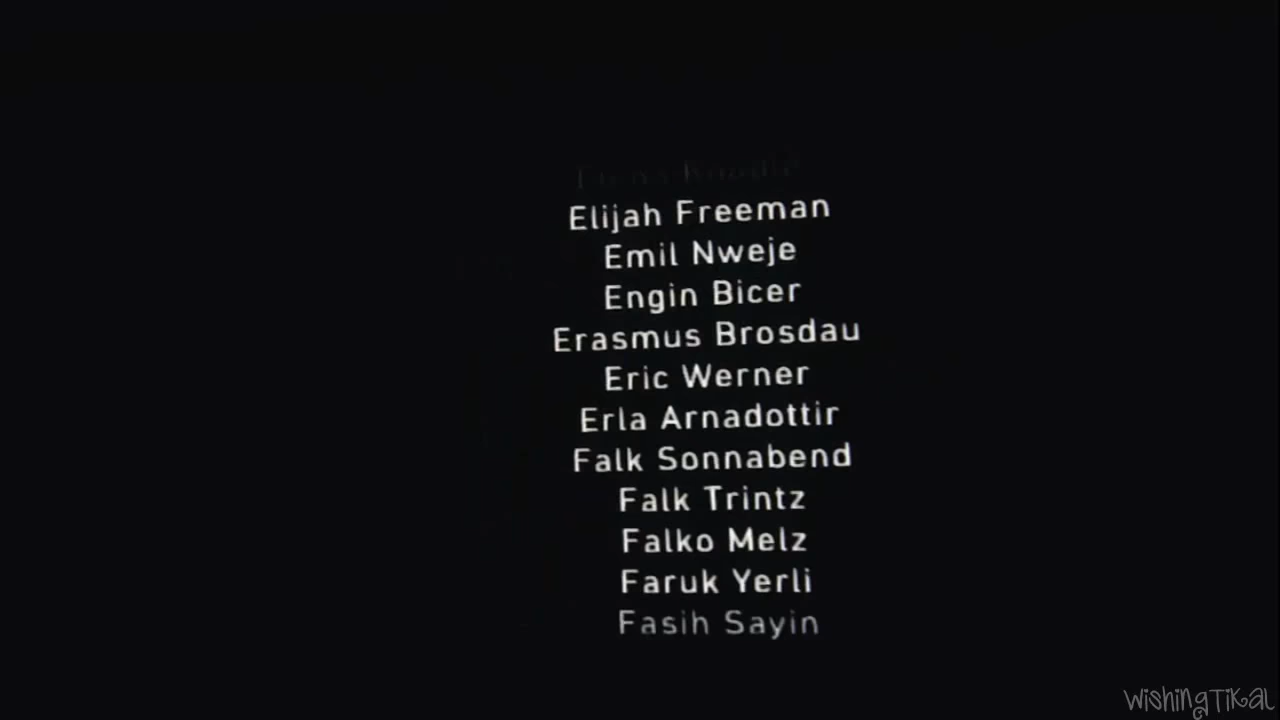 Elijah Freeman
Emil Nweje
Engin Bicer
Erasmus Brosdau
Eric Werner
Erla Arnadottir
Falk Sonnabend
Falk Trintz
Falko Melz
Faruk Yerli
Fasih Sayin
WishingTikal